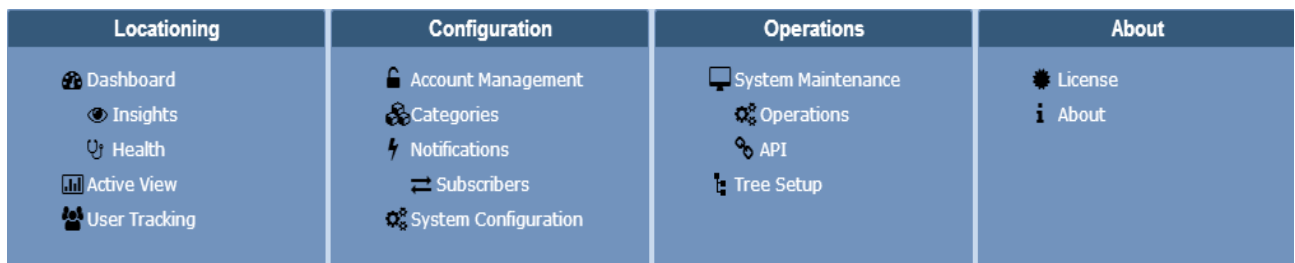 Locationing
Dashboard
Insights
Health
Active View
User Tracking
Configuration
Account Management
Categories
Notifications
Subscribers
System Configuration
Operations
System Maintenance
Operations
API
Tree Setup
About
License
About